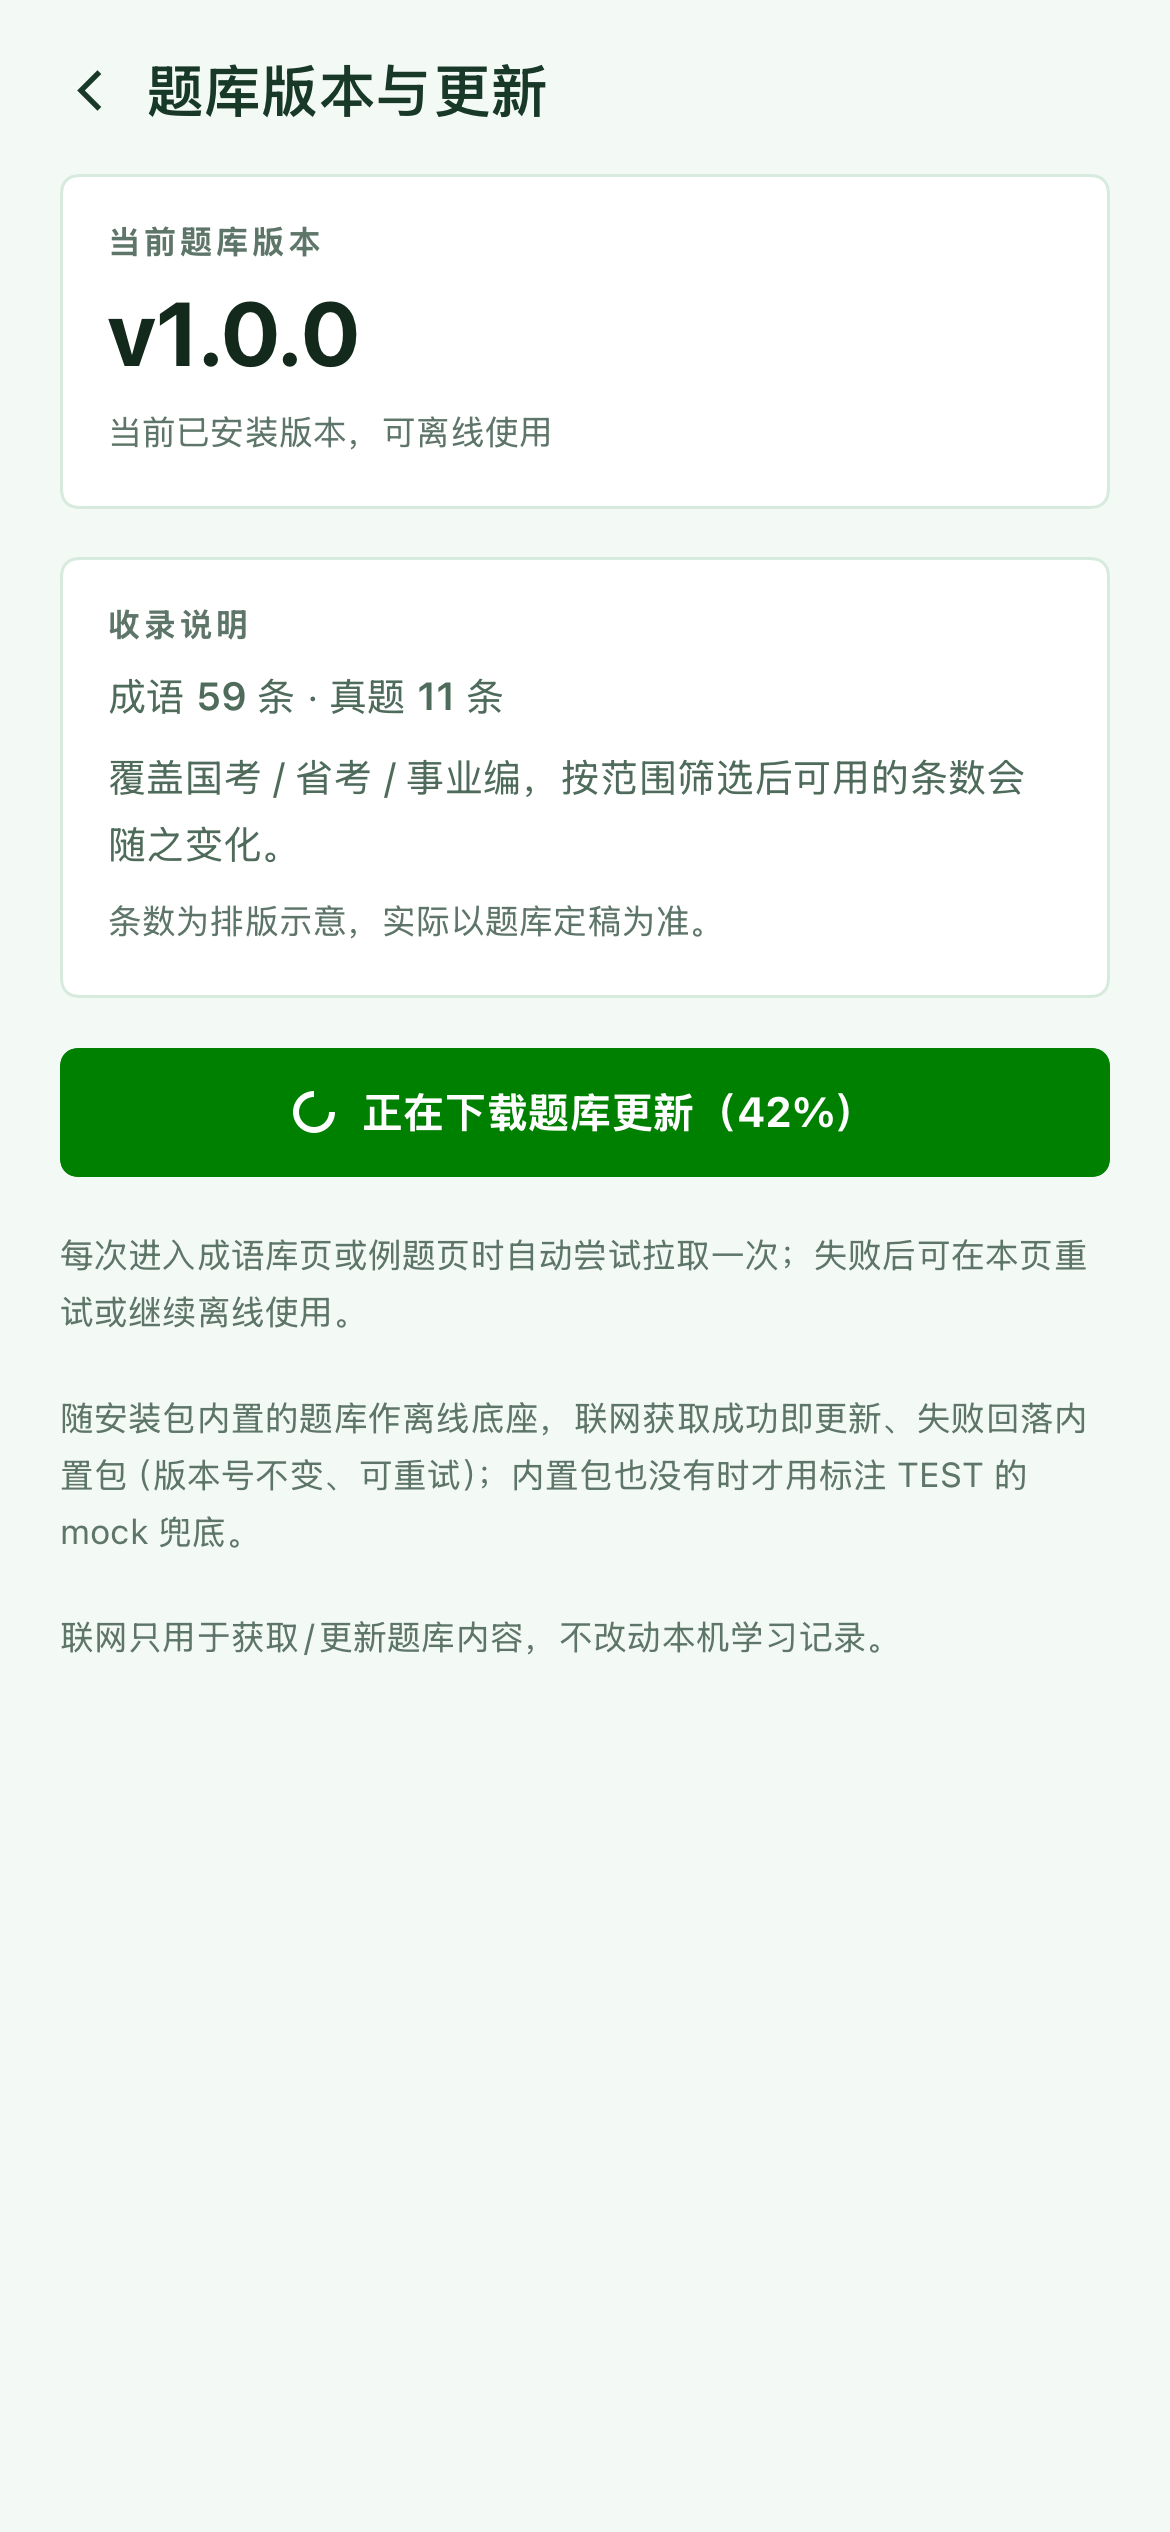 题库版本与更新
当前题库版本
v1.0.0
当前已安装版本，可离线使用
收录说明
成语 59 条 · 真题 11 条
覆盖国考 / 省考 / 事业编，按范围筛选后可用的条数会
随之变化。
条数为排版示意，实际以题库定稿为准。
正在下载题库更新（42%）
每次进入成语库页或例题页时自动尝试拉取一次；失败后可在本页重
试或继续离线使用。
随安装包内置的题库作离线底座，联网获取成功即更新、失败回落内
置包（版本号不变、可重试）；内置包也没有时才用标注 TEST 的
mock 兜底。
联网只用于获取/更新题库内容，不改动本机学习记录。